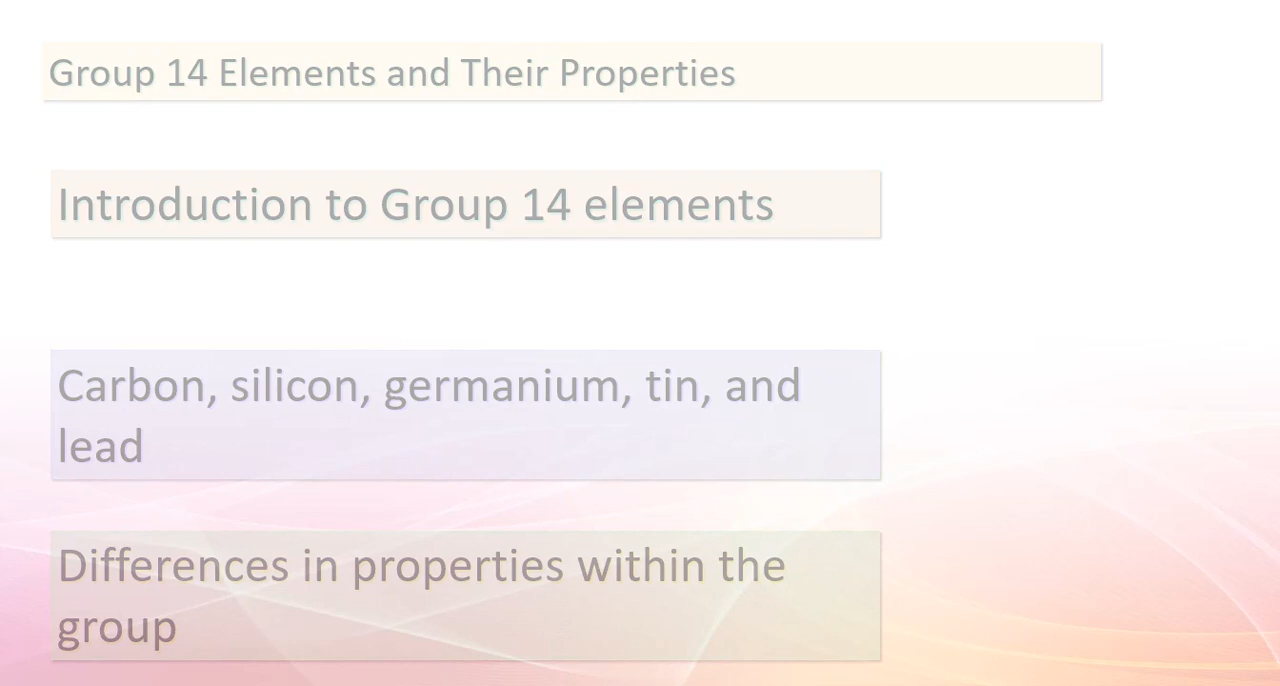 Group 14 Elements and Their Properties
Introduction to Group 14 elements
Carbon, silicon, germanium, tin, and
lead
Differences in properties within the
group